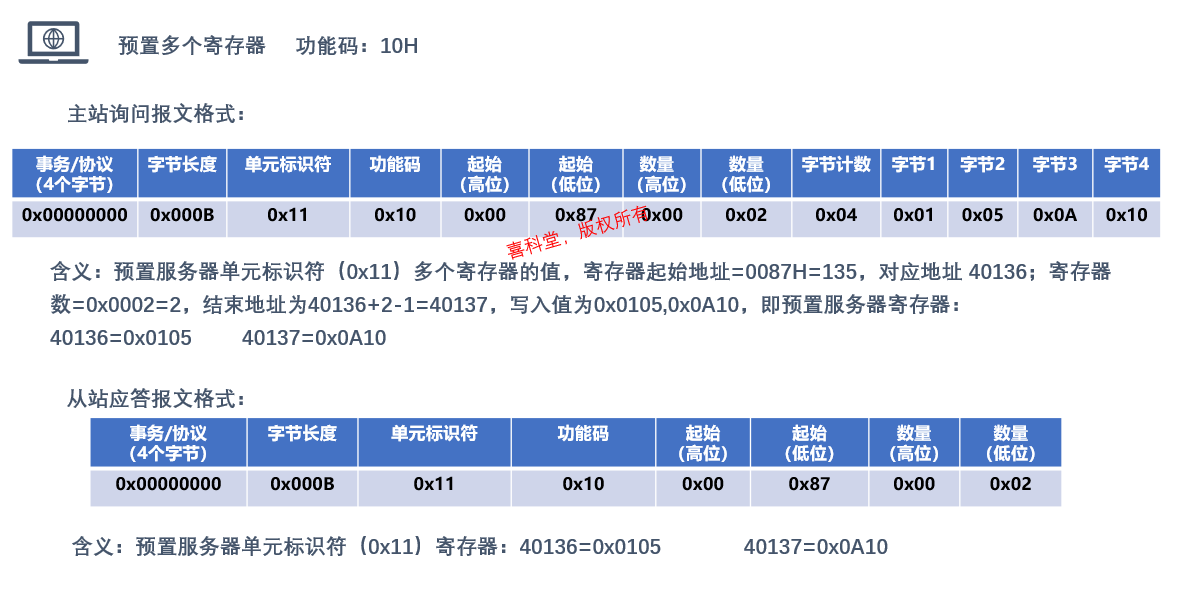 预置多个寄存器 功能码：10H
主站询问报文格式：
事务/协议 字节长度 单元标识符 功能码 起始 起始 数量 数量 字节计数 字节1 字节2 字节3 字节4
(4个字节) (高位) (低位) (高位) (低位)
0x00000000 0x000B 0x11 0x10 0x00 0x87 0x00 0x02 0x04 0x01 0x05 0x0A 0x10
喜科堂，版权所有
含义：预置服务器单元标识符（0x11）多个寄存器的值，寄存器起始地址=0087H=135，对应地址 40136；寄存器
数=0x0002=2，结束地址为40136+2-1=40137，写入值为0x0105,0x0A10，即预置服务器寄存器：
40136=0x0105 40137=0x0A10
从站应答报文格式：
事务/协议 字节长度 单元标识符 功能码 起始 起始 数量 数量
(4个字节) (高位) (低位) (高位) (低位)
0x00000000 0x000B 0x11 0x10 0x00 0x87 0x00 0x02
含义：预置服务器单元标识符（0x11）寄存器：40136=0x0105 40137=0x0A10